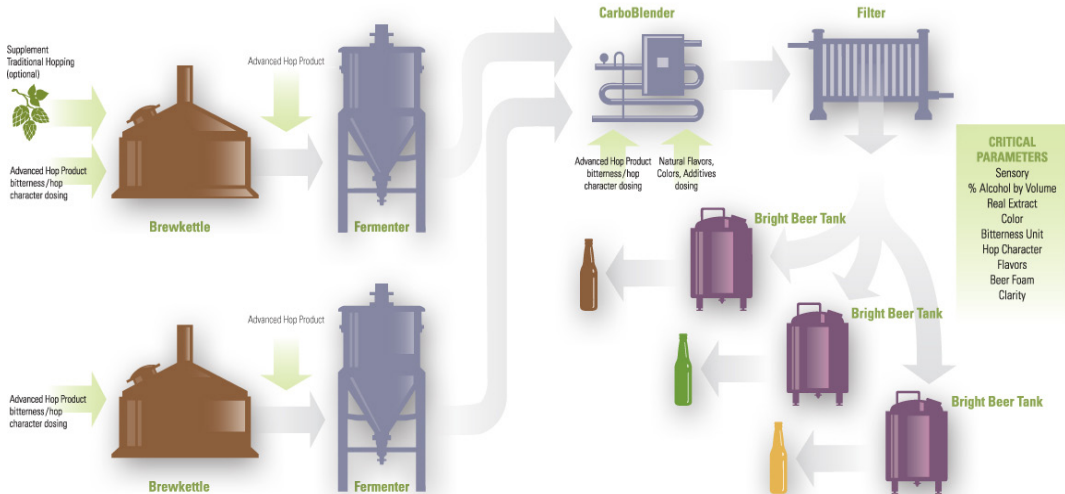 Supplement
Traditional Hopping
(optional)
Advanced Hop Product
bitterness/hop
character dosing
Brewkettle
Advanced Hop Product
Fermenter
CarboBlender
Advanced Hop Product
bitterness/hop
character dosing
Natural Flavors,
Colors, Additives
dosing
Filter
CRITICAL
PARAMETERS
Sensory
% Alcohol by Volume
Real Extract
Color
Bitterness Unit
Hop Character
Flavors
Beer Foam
Clarity
Bright Beer Tank
Bright Beer Tank
Bright Beer Tank
Advanced Hop Product
bitterness/hop
character dosing
Brewkettle
Advanced Hop Product
Fermenter